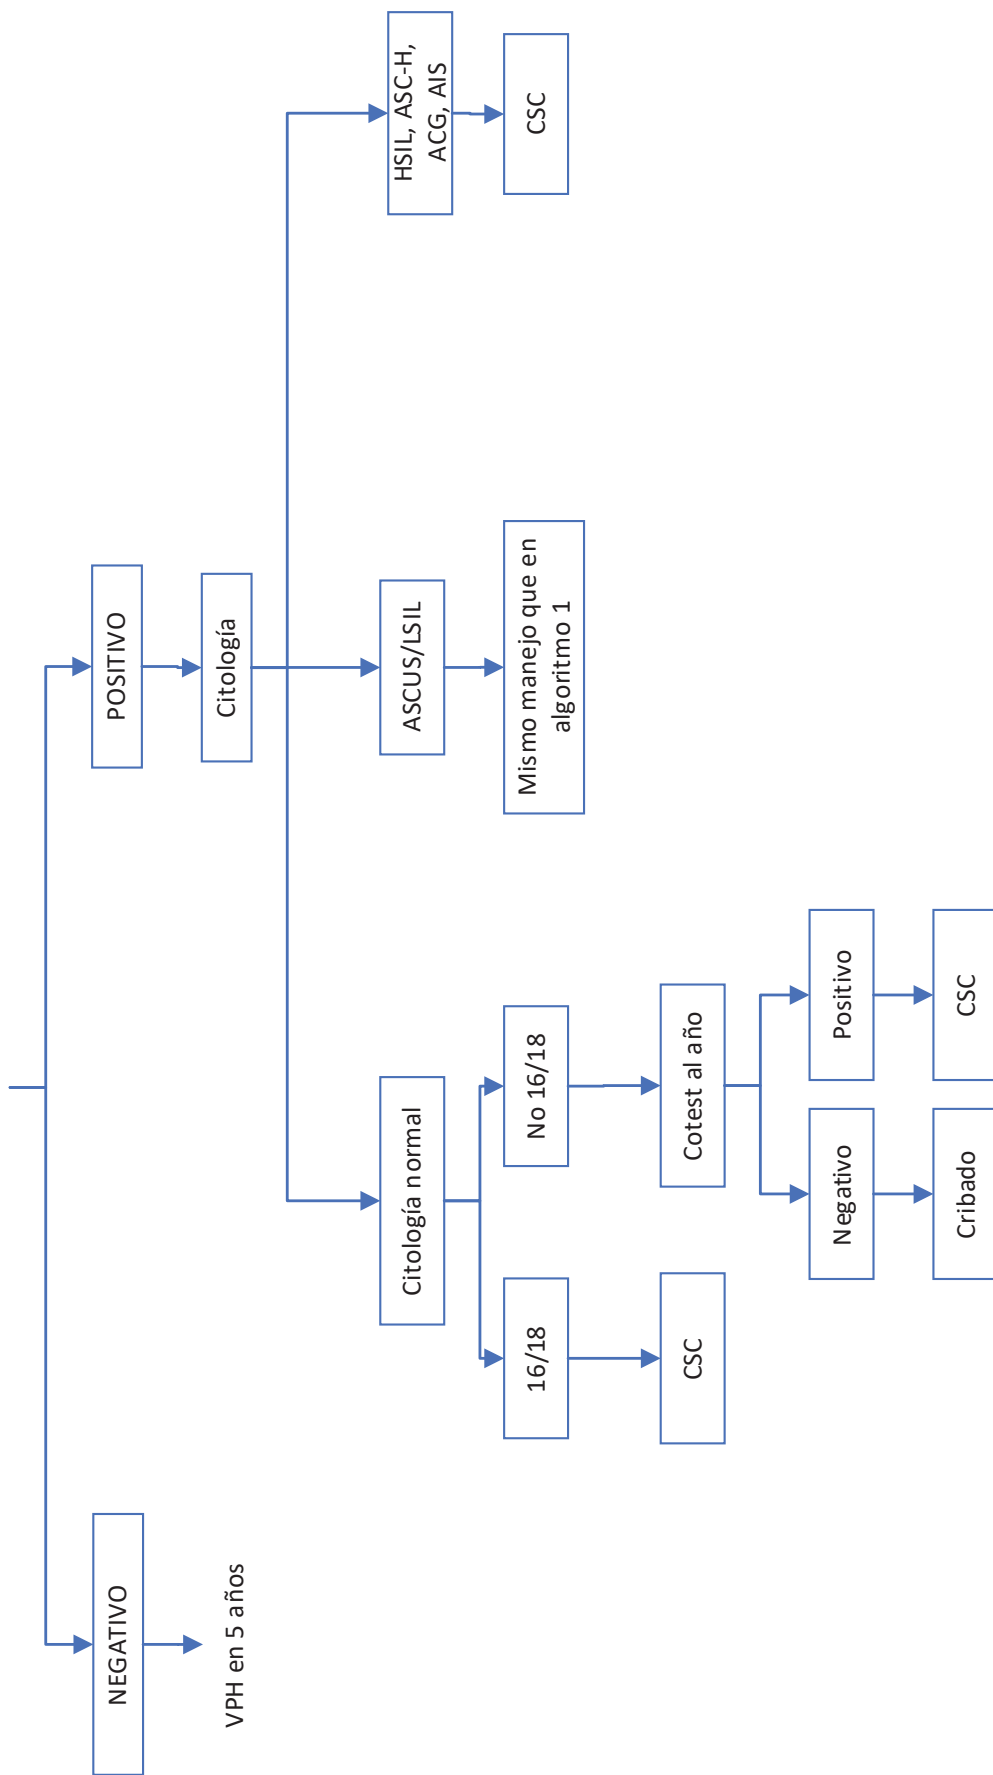 NEGATIVO
POSITIVO
VPH en 5 años
Citología
Citología normal
ASCUS/LSIL
HSIL, ASC-H,
ACG, AIS
16/18
No 16/18
Mismo manejo que en
algoritmo 1
CSC
CSC
Cotest al año
Negativo
Positivo
Cribado
CSC